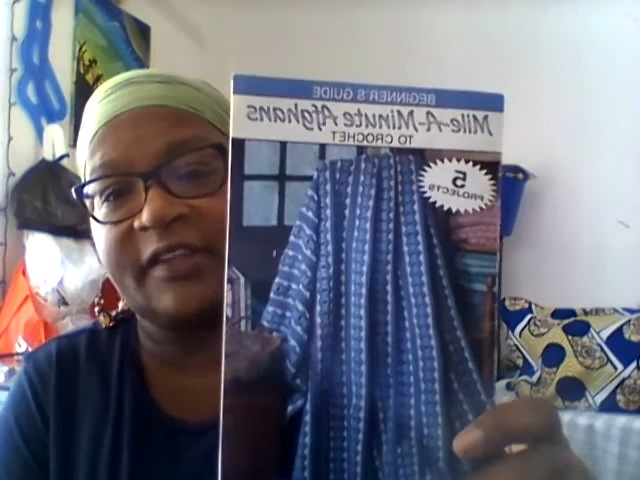 BEGINNER'S GUIDE
Mile-A-Minute Afghans
TO CROCHET
5
PROJECTS